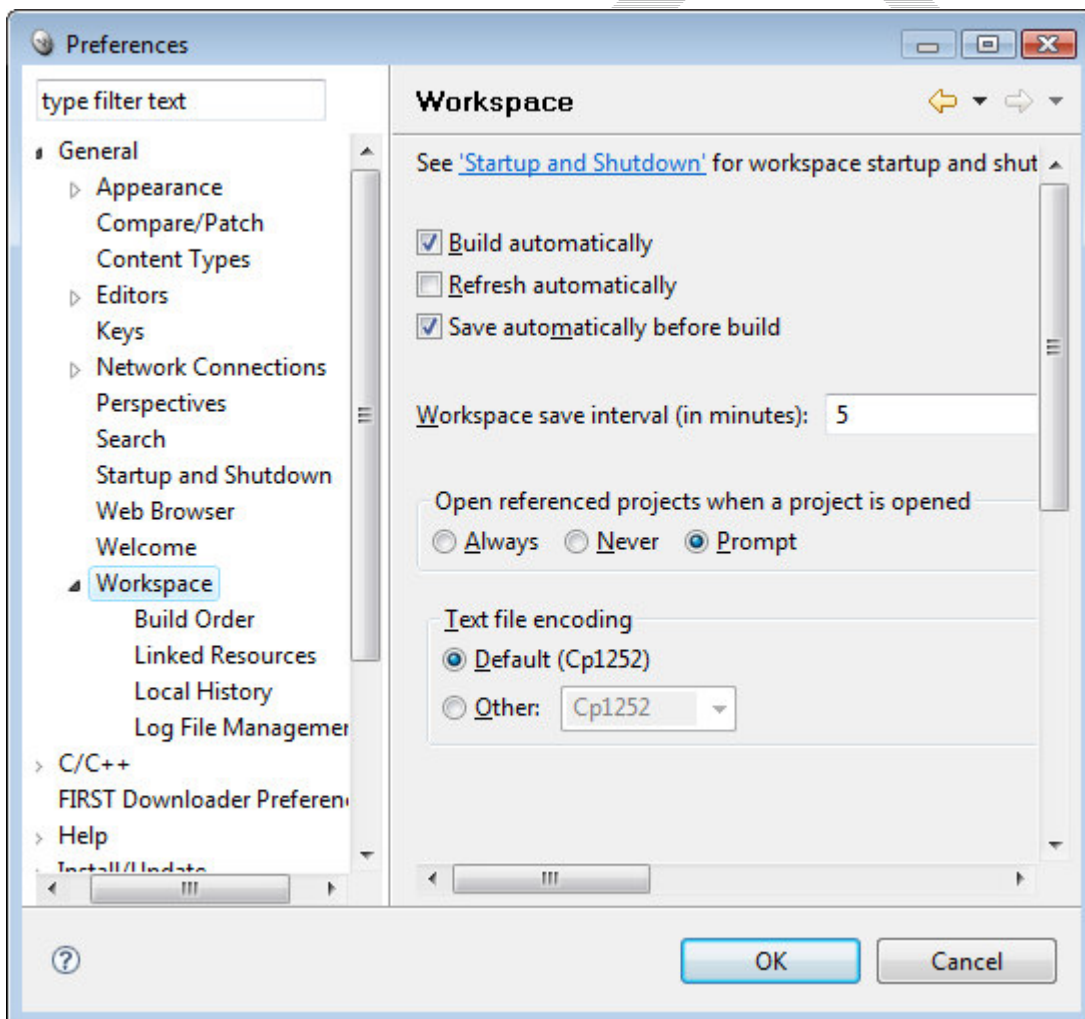 Preferences
type filter text
General
Appearance
Compare/Patch
Content Types
Editors
Keys
Network Connections
Perspectives
Search
Startup and Shutdown
Web Browser
Welcome
Workspace
Build Order
Linked Resources
Local History
Log File Managemen
C/C++
FIRST Downloader Preferen
Help
Install/Update
Workspace
See 'Startup and Shutdown' for workspace startup and shut
Build automatically
Refresh automatically
Save automatically before build
Workspace save interval (in minutes): 5
Open referenced projects when a project is opened
Always Never Prompt
Text file encoding
Default (Cp1252)
Other: Cp1252
OK Cancel